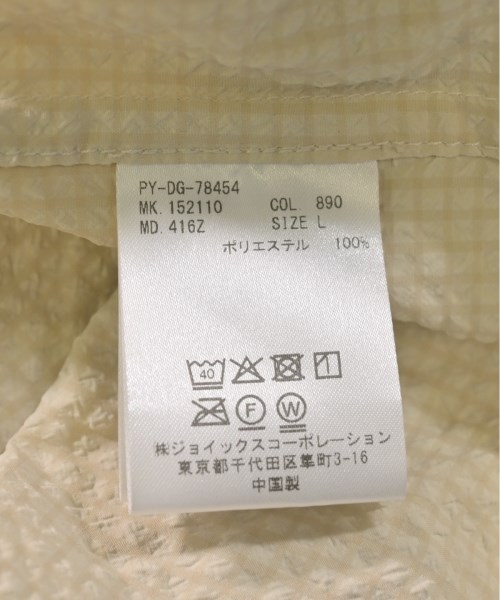 PY-DG-78454
MK. 152110 COL. 890
MD. 416Z SIZE L
ポリエステル 100%
40
F W
㈱ジョイックスコーポレーション
東京都千代田区隼町3-16
中国製